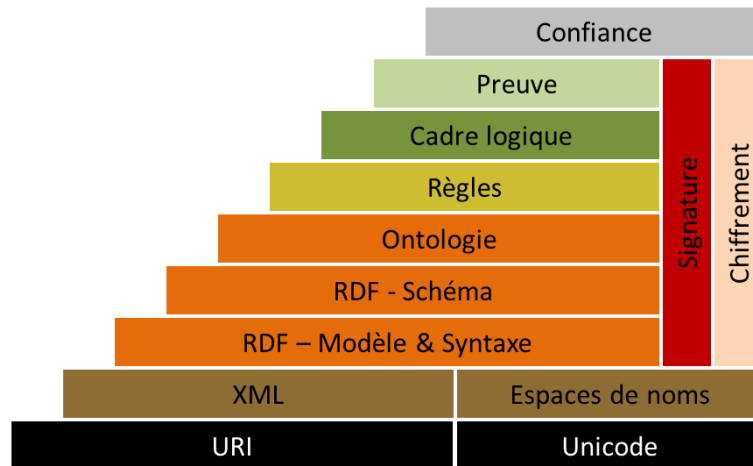 Confiance
Preuve
Cadre logique
Règles
Ontologie
RDF - Schéma
RDF – Modèle & Syntaxe
Signature
Chiffrement
XML
Espaces de noms
URI
Unicode